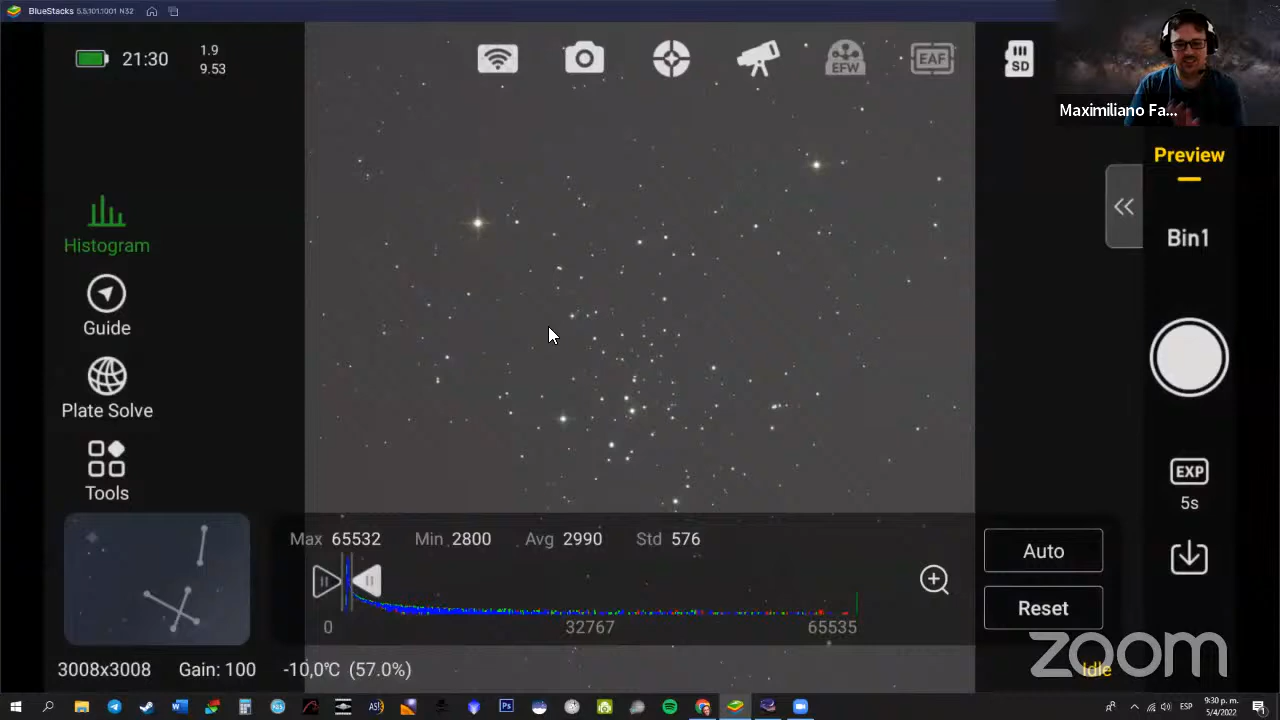 BlueStacks 5.5.101.1001 N32
21:30
1.9
9.53
EFW
EAF
SD
Maximiliano Fa...
Preview
Bin1
Histogram
Guide
Plate Solve
Tools
EXP
5s
Max 65532 Min 2800 Avg 2990 Std 576
Auto
Reset
0 32767 65535
3008x3008 Gain: 100 -10,0℃ (57.0%)
Idle
zoom
ESP
9:30 p. m.
5/4/2022